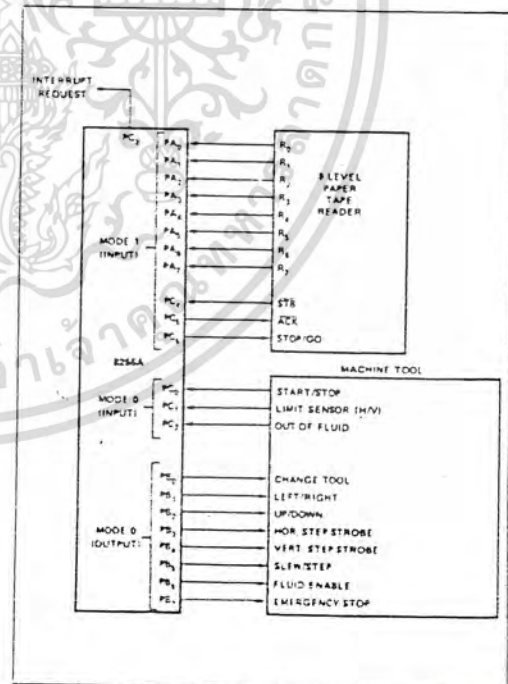 INTERRUPT
REQUEST
PC3
PA0
PA1
PA2
PA3
PA4
PA5
PA6
PA7
MODE 1
(INPUT)
PC4
PC5
PC6
R0
R1
R2
R3
R4
R5
R6
R7
8 LEVEL
PAPER
TAPE
READER
STB
ACK
STOP/GO
8255A
MACHINE TOOL
MODE 0
(INPUT)
PC0
PC1
PC2
START/STOP
LIMIT SENSOR (H/V)
OUT OF FLUID
MODE 0
(OUTPUT)
PB0
PB1
PB2
PB3
PB4
PB5
PB6
PB7
CHANGE TOOL
LEFT/RIGHT
UP/DOWN
HOR. STEP STROBE
VERT. STEP STROBE
SLEW/STEP
FLUID ENABLE
EMERGENCY STOP